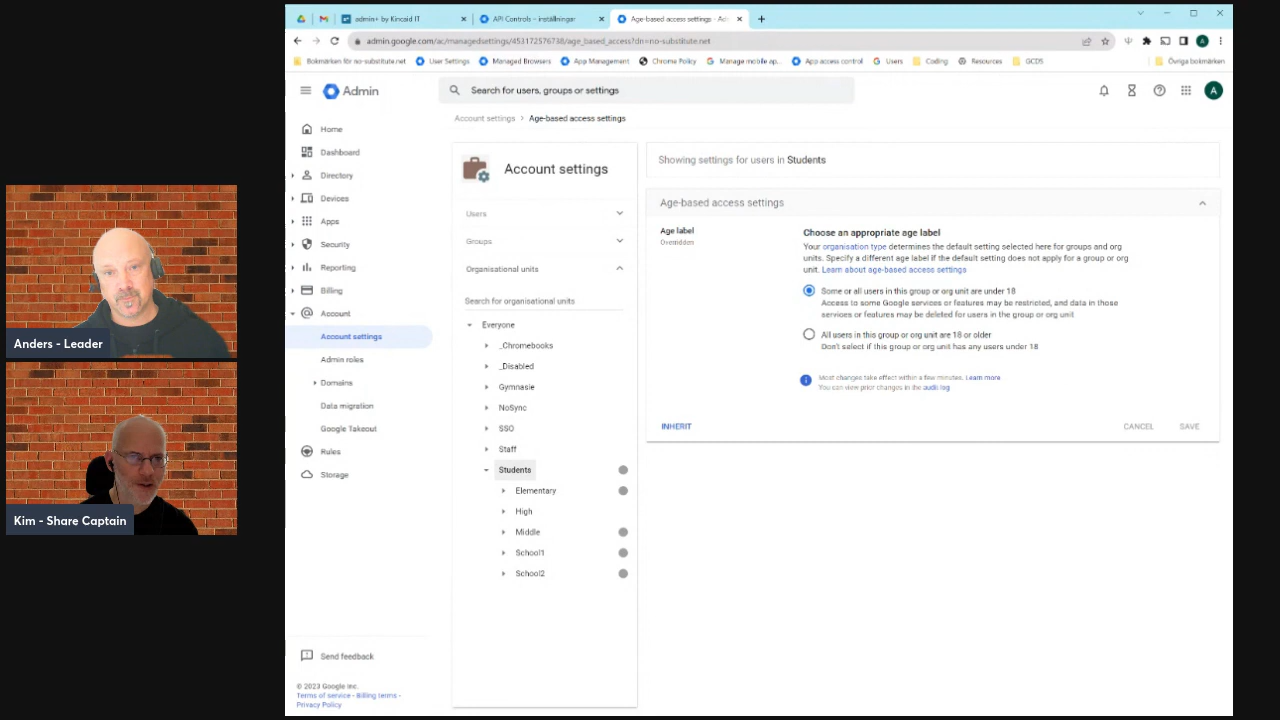 admin+ by Kincaid IT
API Controls – inställningar
Age-based access settings - Ad
admin.google.com/ac/managedsettings/453172576738/age_based_access?dn=no-substitute.net
A
Bokmärken för no-substitute.net
User Settings
Managed Browsers
App Management
Chrome Policy
Manage mobile ap...
App access control
Users
Coding
Resources
GCDS
Övriga bokmärken
Admin
Search for users, groups or settings
A
Account settings > Age-based access settings
Home
Dashboard
Directory
Devices
Apps
Security
Reporting
Billing
Account
Account settings
Admin roles
Domains
Data migration
Google Takeout
Rules
Storage
Send feedback
© 2023 Google Inc.
Terms of service - Billing terms -
Privacy Policy
Account settings
Users
Groups
Organisational units
Search for organisational units
Everyone
_Chromebooks
_Disabled
Gymnasie
NoSync
SSO
Staff
Students
Elementary
High
Middle
School1
School2
Showing settings for users in Students
Age-based access settings
Age label
Overridden
Choose an appropriate age label
Your organisation type determines the default setting selected here for groups and org
units. Specify a different age label if the default setting does not apply for a group or org
unit. Learn about age-based access settings
Some or all users in this group or org unit are under 18
Access to some Google services or features may be restricted, and data in those
services or features may be deleted for users in the group or org unit
All users in this group or org unit are 18 or older
Don't select if this group or org unit has any users under 18
Most changes take effect within a few minutes. Learn more
You can view prior changes in the audit log
INHERIT
CANCEL
SAVE
Anders - Leader
Kim - Share Captain